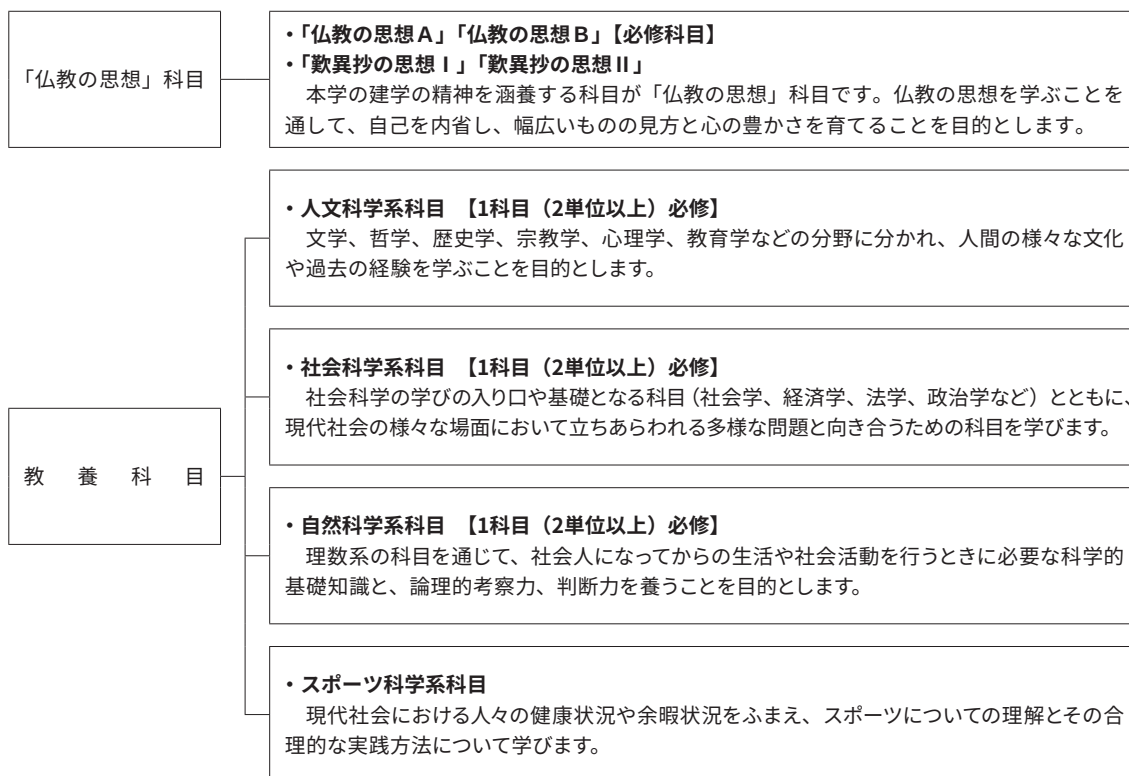 「仏教の思想」科目
・「仏教の思想A」「仏教の思想B」【必修科目】
・「歎異抄の思想Ⅰ」「歎異抄の思想Ⅱ」
本学の建学の精神を涵養する科目が「仏教の思想」科目です。仏教の思想を学ぶことを
通して、自己を内省し、幅広いものの見方と心の豊かさを育てることを目的とします。
教養科目
・人文科学系科目 【1科目（2単位以上）必修】
文学、哲学、歴史学、宗教学、心理学、教育学などの分野に分かれ、人間の様々な文化
や過去の経験を学ぶことを目的とします。
・社会科学系科目 【1科目（2単位以上）必修】
社会科学の学びの入り口や基礎となる科目（社会学、経済学、法学、政治学など）とともに、
現代社会の様々な場面において立ちあらわれる多様な問題と向き合うための科目を学びます。
・自然科学系科目 【1科目（2単位以上）必修】
理数系の科目を通じて、社会人になってからの生活や社会活動を行うときに必要な科学的
基礎知識と、論理的考察力、判断力を養うことを目的とします。
・スポーツ科学系科目
現代社会における人々の健康状況や余暇状況をふまえ、スポーツについての理解とその合
理的な実践方法について学びます。